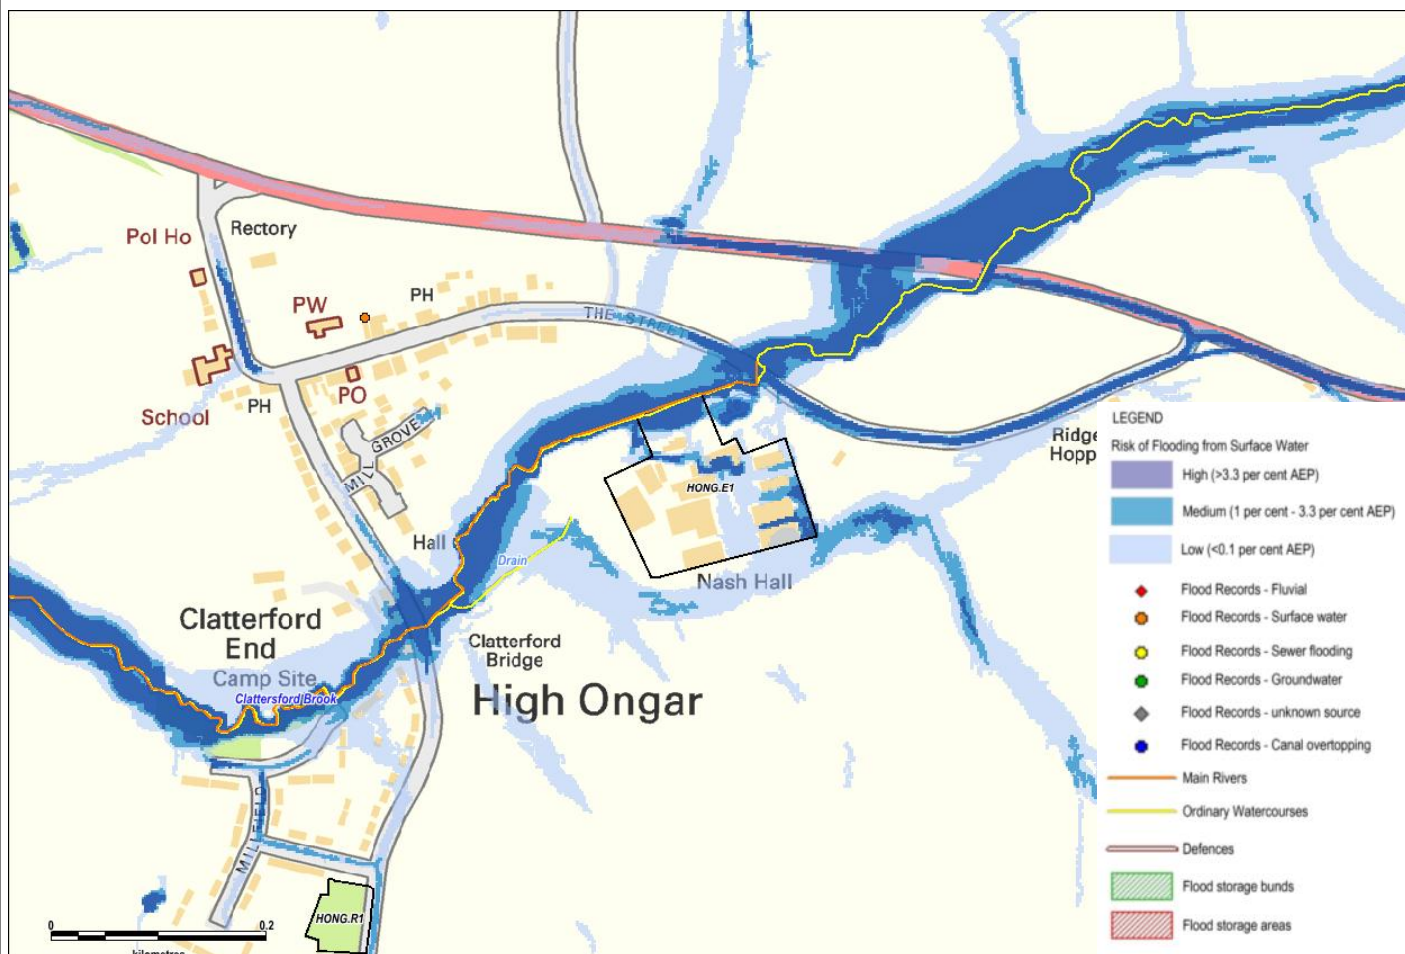 Pol Ho
Rectory
PW
PH
THE STREET
PO
School
PH
MILL GROVE
HONG.E1
Hall
Drain
Nash Hall
Clatterford
End
Camp Site
Clattersford Brook
Clatterford
Bridge
High Ongar
MILLFIELD
HONG.R1
0
0.2
kilometres
Ridge
Hopp
LEGEND
Risk of Flooding from Surface Water
High (>3.3 per cent AEP)
Medium (1 per cent - 3.3 per cent AEP)
Low (<0.1 per cent AEP)
Flood Records - Fluvial
Flood Records - Surface water
Flood Records - Sewer flooding
Flood Records - Groundwater
Flood Records - unknown source
Flood Records - Canal overtopping
Main Rivers
Ordinary Watercourses
Defences
Flood storage bunds
Flood storage areas